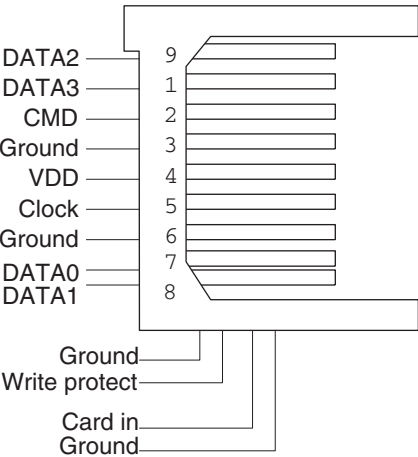 DATA2 9
DATA3 1
CMD 2
Ground 3
VDD 4
Clock 5
Ground 6
DATA0 7
DATA1 8
Ground
Write protect
Card in
Ground